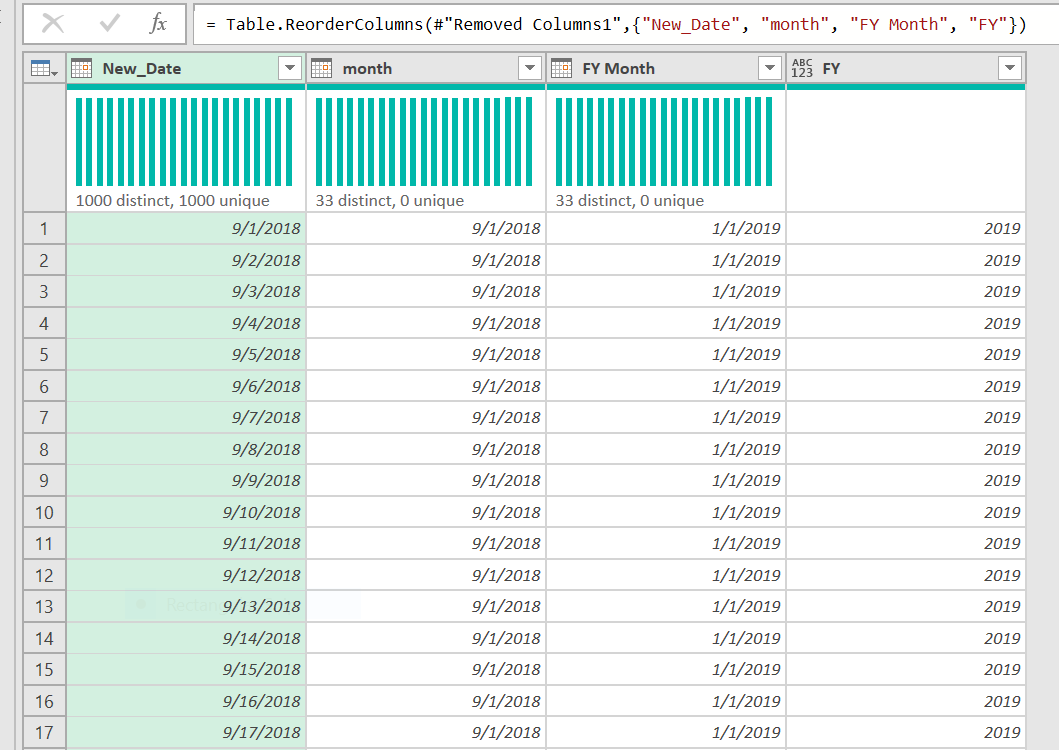 fx = Table.ReorderColumns(#"Removed Columns1",{"New_Date", "month", "FY Month", "FY"})
New_Date month FY Month ABC 123 FY
1000 distinct, 1000 unique 33 distinct, 0 unique 33 distinct, 0 unique
1 9/1/2018 9/1/2018 1/1/2019 2019
2 9/2/2018 9/1/2018 1/1/2019 2019
3 9/3/2018 9/1/2018 1/1/2019 2019
4 9/4/2018 9/1/2018 1/1/2019 2019
5 9/5/2018 9/1/2018 1/1/2019 2019
6 9/6/2018 9/1/2018 1/1/2019 2019
7 9/7/2018 9/1/2018 1/1/2019 2019
8 9/8/2018 9/1/2018 1/1/2019 2019
9 9/9/2018 9/1/2018 1/1/2019 2019
10 9/10/2018 9/1/2018 1/1/2019 2019
11 9/11/2018 9/1/2018 1/1/2019 2019
12 9/12/2018 9/1/2018 1/1/2019 2019
13 9/13/2018 9/1/2018 1/1/2019 2019
14 9/14/2018 9/1/2018 1/1/2019 2019
15 9/15/2018 9/1/2018 1/1/2019 2019
16 9/16/2018 9/1/2018 1/1/2019 2019
17 9/17/2018 9/1/2018 1/1/2019 2019